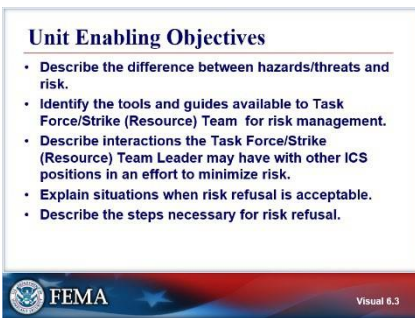 Unit Enabling Objectives
• Describe the difference between hazards/threats and
risk.
• Identify the tools and guides available to Task
Force/Strike (Resource) Team for risk management.
• Describe interactions the Task Force/Strike
(Resource) Team Leader may have with other ICS
positions in an effort to minimize risk.
• Explain situations when risk refusal is acceptable.
• Describe the steps necessary for risk refusal.
FEMA
Visual 6.3